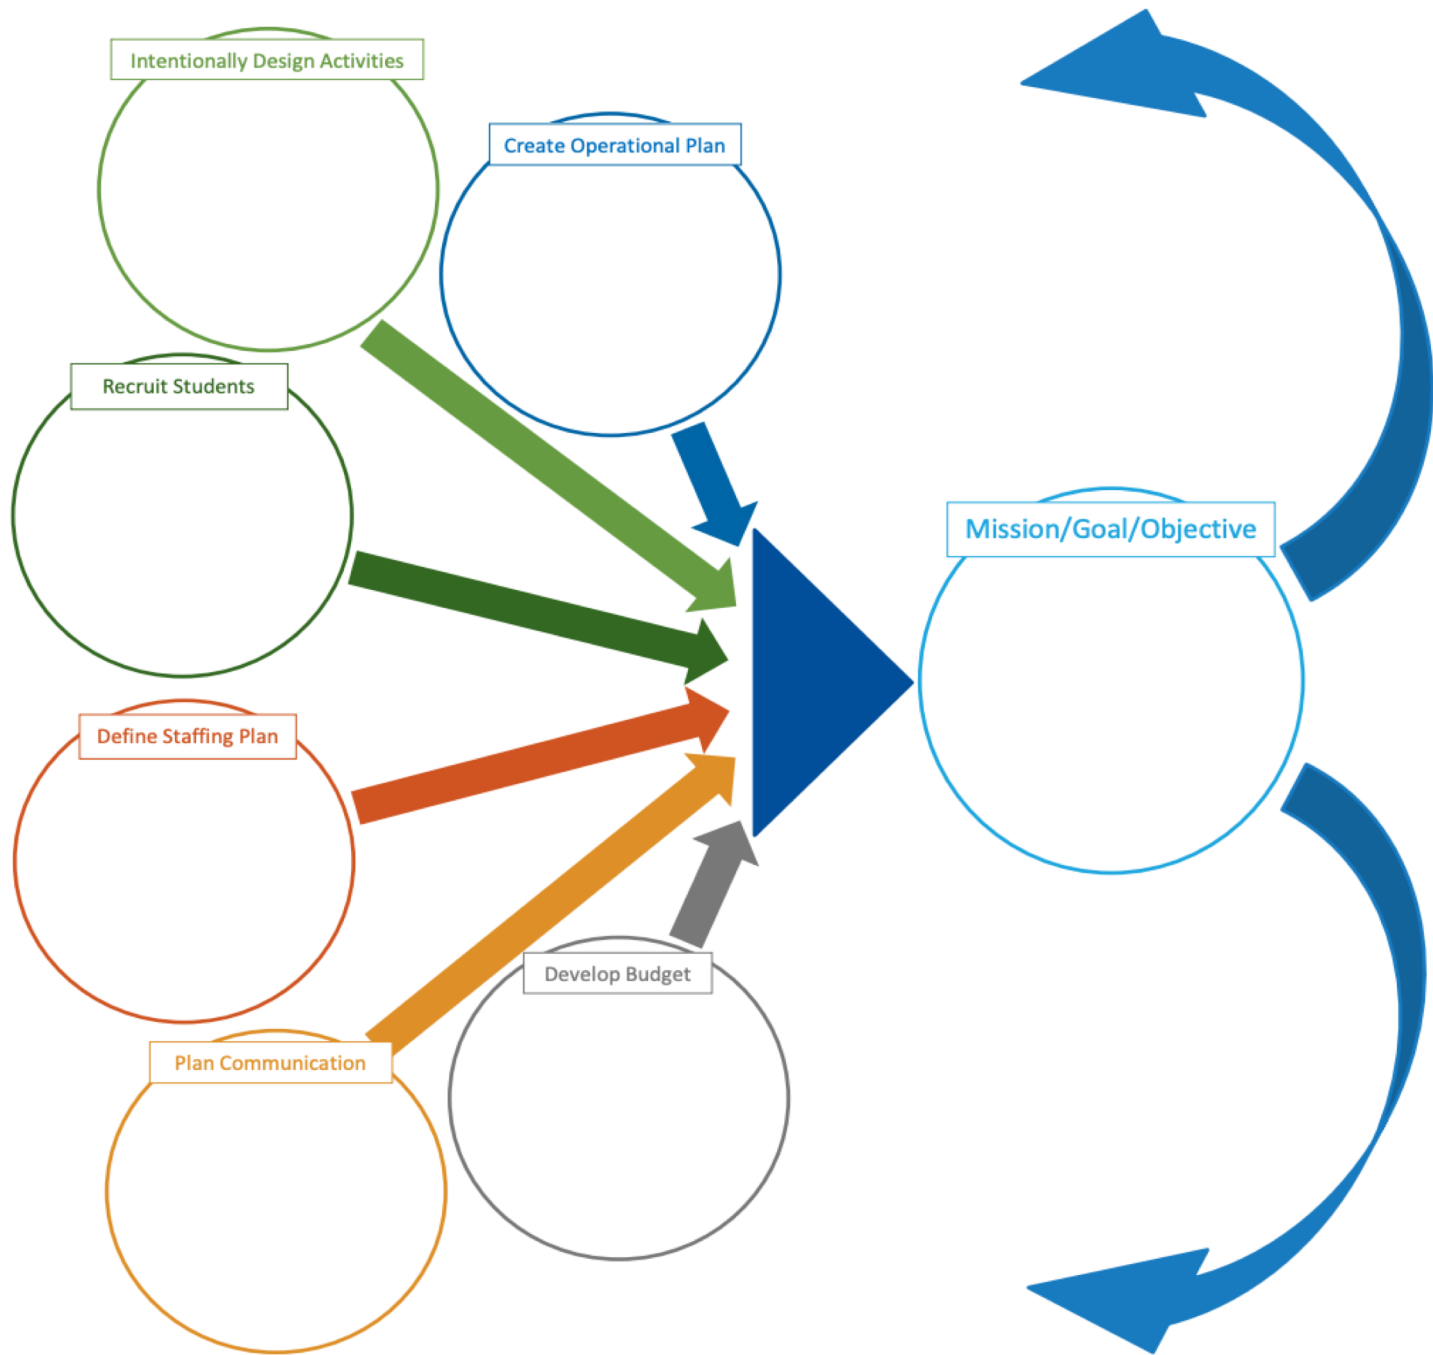 Intentionally Design Activities
Create Operational Plan
Recruit Students
Mission/Goal/Objective
Define Staffing Plan
Develop Budget
Plan Communication